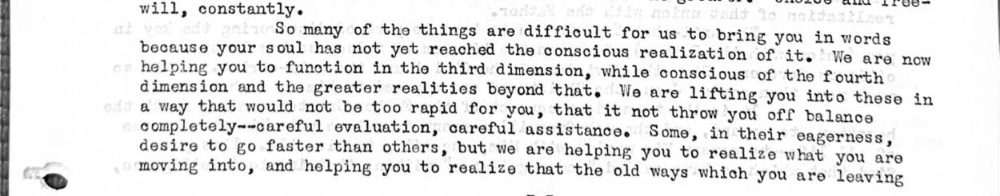 Choice and free-
will, constantly.
So many of the things are difficult for us to bring you in words
because your soul has not yet reached the conscious realization of it. We are now
helping you to function in the third dimension, while conscious of the fourth
dimension and the greater realities beyond that. We are lifting you into these in
a way that would not be too rapid for you, that it not throw you off balance
completely--careful evaluation, careful assistance. Some, in their eagerness,
desire to go faster than others, but we are helping you to realize what you are
moving into, and helping you to realize that the old ways which you are leaving